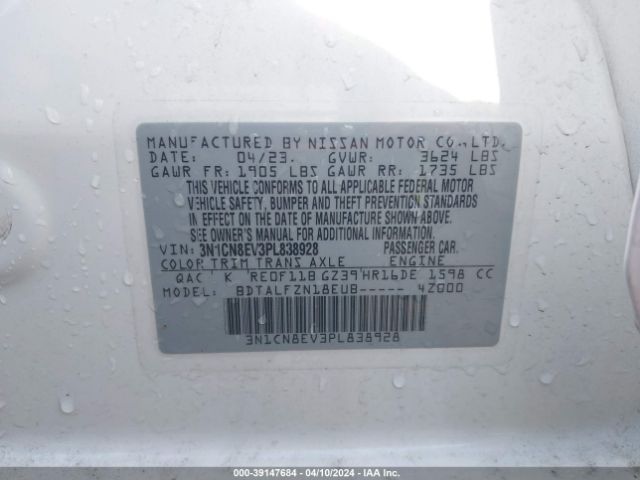 MANUFACTURED BY NISSAN MOTOR CO., LTD.
DATE: 04/23. GVWR: 3624 LBS
GAWR FR: 1905 LBS GAWR RR: 1735 LBS
THIS VEHICLE CONFORMS TO ALL APPLICABLE FEDERAL MOTOR
VEHICLE SAFETY, BUMPER AND THEFT PREVENTION STANDARDS
IN EFFECT ON THE DATE OF MANUFACTURE SHOWN ABOVE.
SEE OWNER'S MANUAL FOR ADDITIONAL INFORMATION
VIN: 3N1CN8EV3PL838928 PASSENGER CAR.
COLOR TRIM TRANS AXLE ENGINE
QAC K RE0F11B GZ39 HR16DE 1598 CC
MODEL: BDTALFZN18EUB----- 4Z000
3N1CN8EV3PL838928
000-39147684 / 04/10/2024 / IAAI.COM